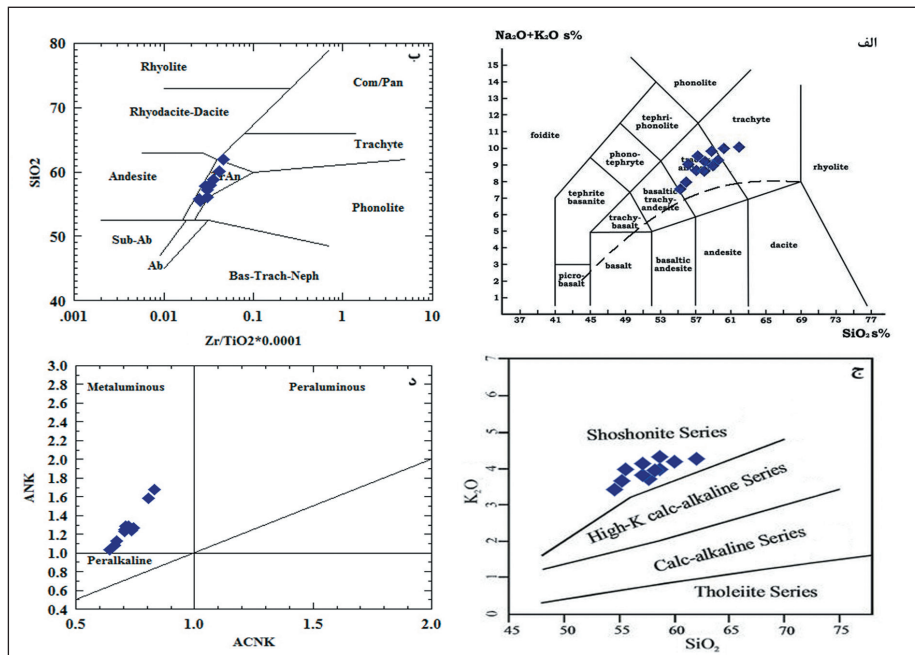 ب
80
70
60
50
40
SiO2
Rhyolite
Com/Pan
Rhyodacite-Dacite
Trachyte
Andesite
Phonolite
Sub-Ab
Ab
Bas-Trach-Neph
.001 .01 0.1 1 10
Zr/TiO2*0.0001
الف
Na2O+K2O s%
15
14
13
12
11
10
9
8
7
6
5
4
3
2
1
phonolite
tephri-
phonolite
trachyte
foidite
phono-
tephryte
rhyolite
tephrite
basanite
basaltic
trachy-
andesite
trachy-
basalt
dacite
andesite
basalt
basaltic
andesite
picro-
basalt
37 41 45 49 53 57 61 65 69 73 77
SiO2 s%
د
3.0
2.8
2.6
2.4
2.2
2.0
1.8
1.6
1.4
1.2
1.0
0.8
0.6
0.4
ANK
Metaluminous
Peraluminous
Peralkaline
0.5 1.0 2.0
ACNK
ج
7
6
5
4
3
2
1
0
K2O
Shoshonite Series
High-K calc-alkaline Series
Calc-alkaline Series
Tholeiite Series
45 50 55 60 65 70 75
SiO2